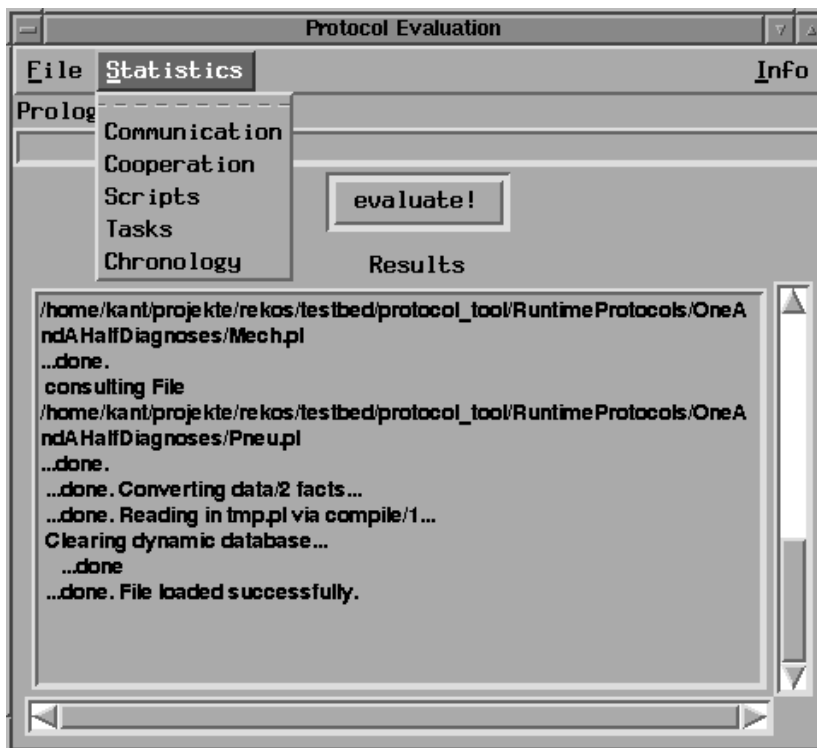 Protocol Evaluation
File Statistics Info
Prolog
Communication
Cooperation
Scripts
Tasks
Chronology
evaluate!
Results
/home/kant/projekte/rekos/testbed/protocol_tool/RuntimeProtocols/OneA
ndAHalfDiagnoses/Mech.pl
...done.
consulting File
/home/kant/projekte/rekos/testbed/protocol_tool/RuntimeProtocols/OneA
ndAHalfDiagnoses/Pneu.pl
...done.
...done. Converting data/2 facts...
...done. Reading in tmp.pl via compile/1...
Clearing dynamic database...
...done
...done. File loaded successfully.